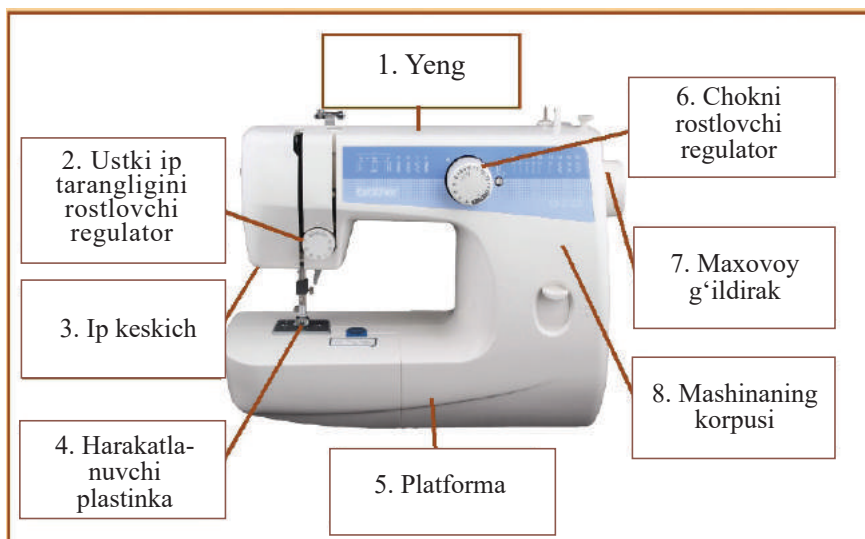 1. Yeng
2. Ustki ip
tarangligini
rostlovchi
regulator
3. Ip keskich
4. Harakatla-
nuvchi
plastinka
5. Platforma
6. Chokni
rostlovchi
regulator
7. Maxovoy
g‘ildirak
8. Mashinaning
korpusi
brother